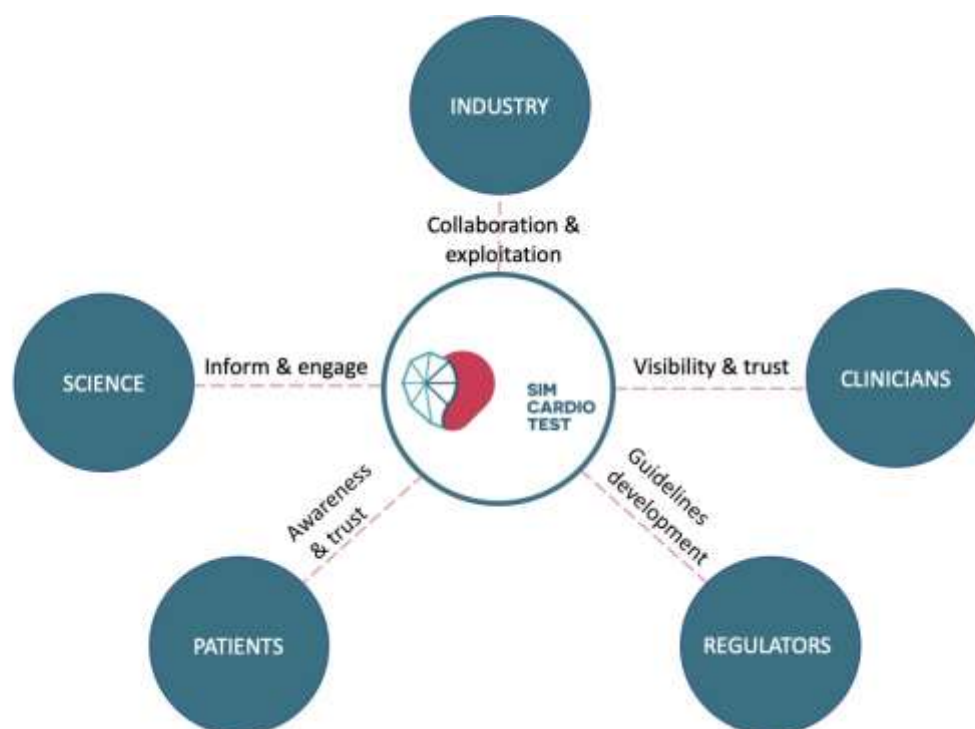 INDUSTRY
Collaboration &
exploitation
SCIENCE
Inform & engage
SIM
CARDIO
TEST
Visibility & trust
CLINICIANS
Awareness
& trust
Guidelines
development
PATIENTS
REGULATORS